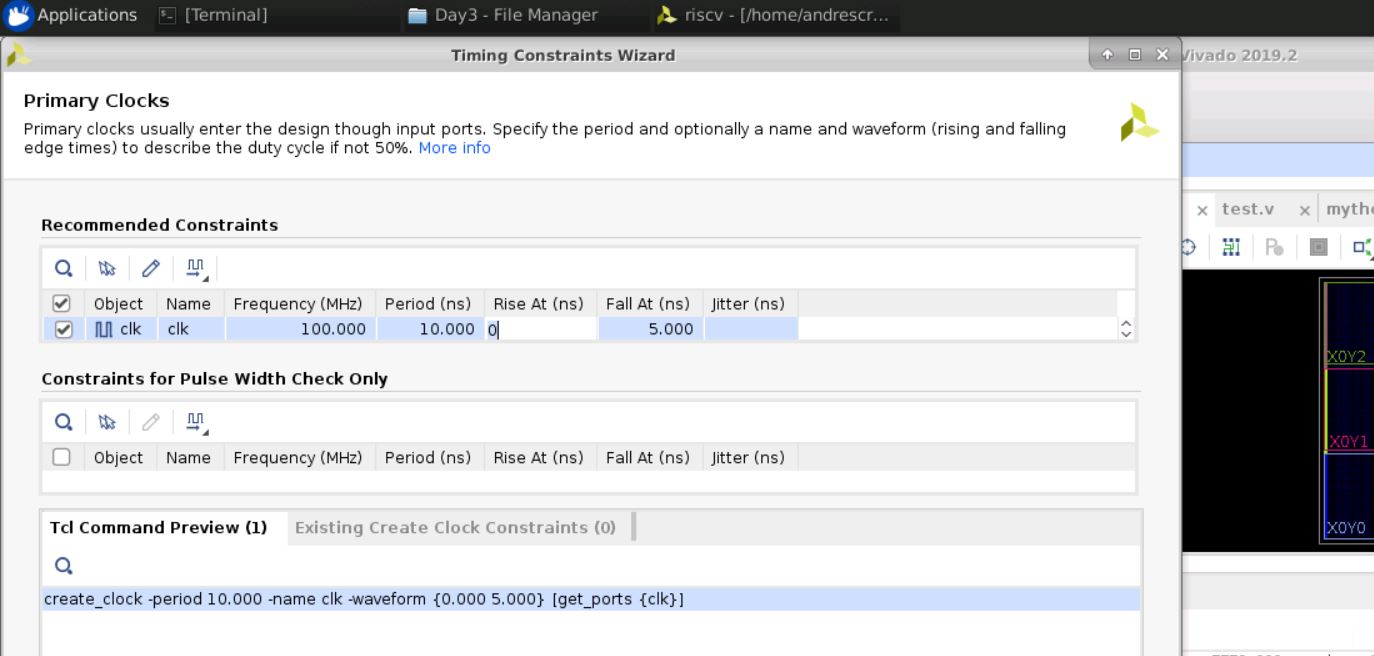 Applications
[Terminal]
Day3 - File Manager
riscv - [/home/andrescr...
Timing Constraints Wizard
Vivado 2019.2
Primary Clocks
Primary clocks usually enter the design though input ports. Specify the period and optionally a name and waveform (rising and falling
edge times) to describe the duty cycle if not 50%. More info
test.v
mythe
Recommended Constraints
Object Name Frequency (MHz) Period (ns) Rise At (ns) Fall At (ns) Jitter (ns)
clk clk 100.000 10.000 0 5.000
X0Y2
Constraints for Pulse Width Check Only
X0Y1
Object Name Frequency (MHz) Period (ns) Rise At (ns) Fall At (ns) Jitter (ns)
Tcl Command Preview (1) Existing Create Clock Constraints (0)
X0Y0
create_clock -period 10.000 -name clk -waveform {0.000 5.000} [get_ports {clk}]